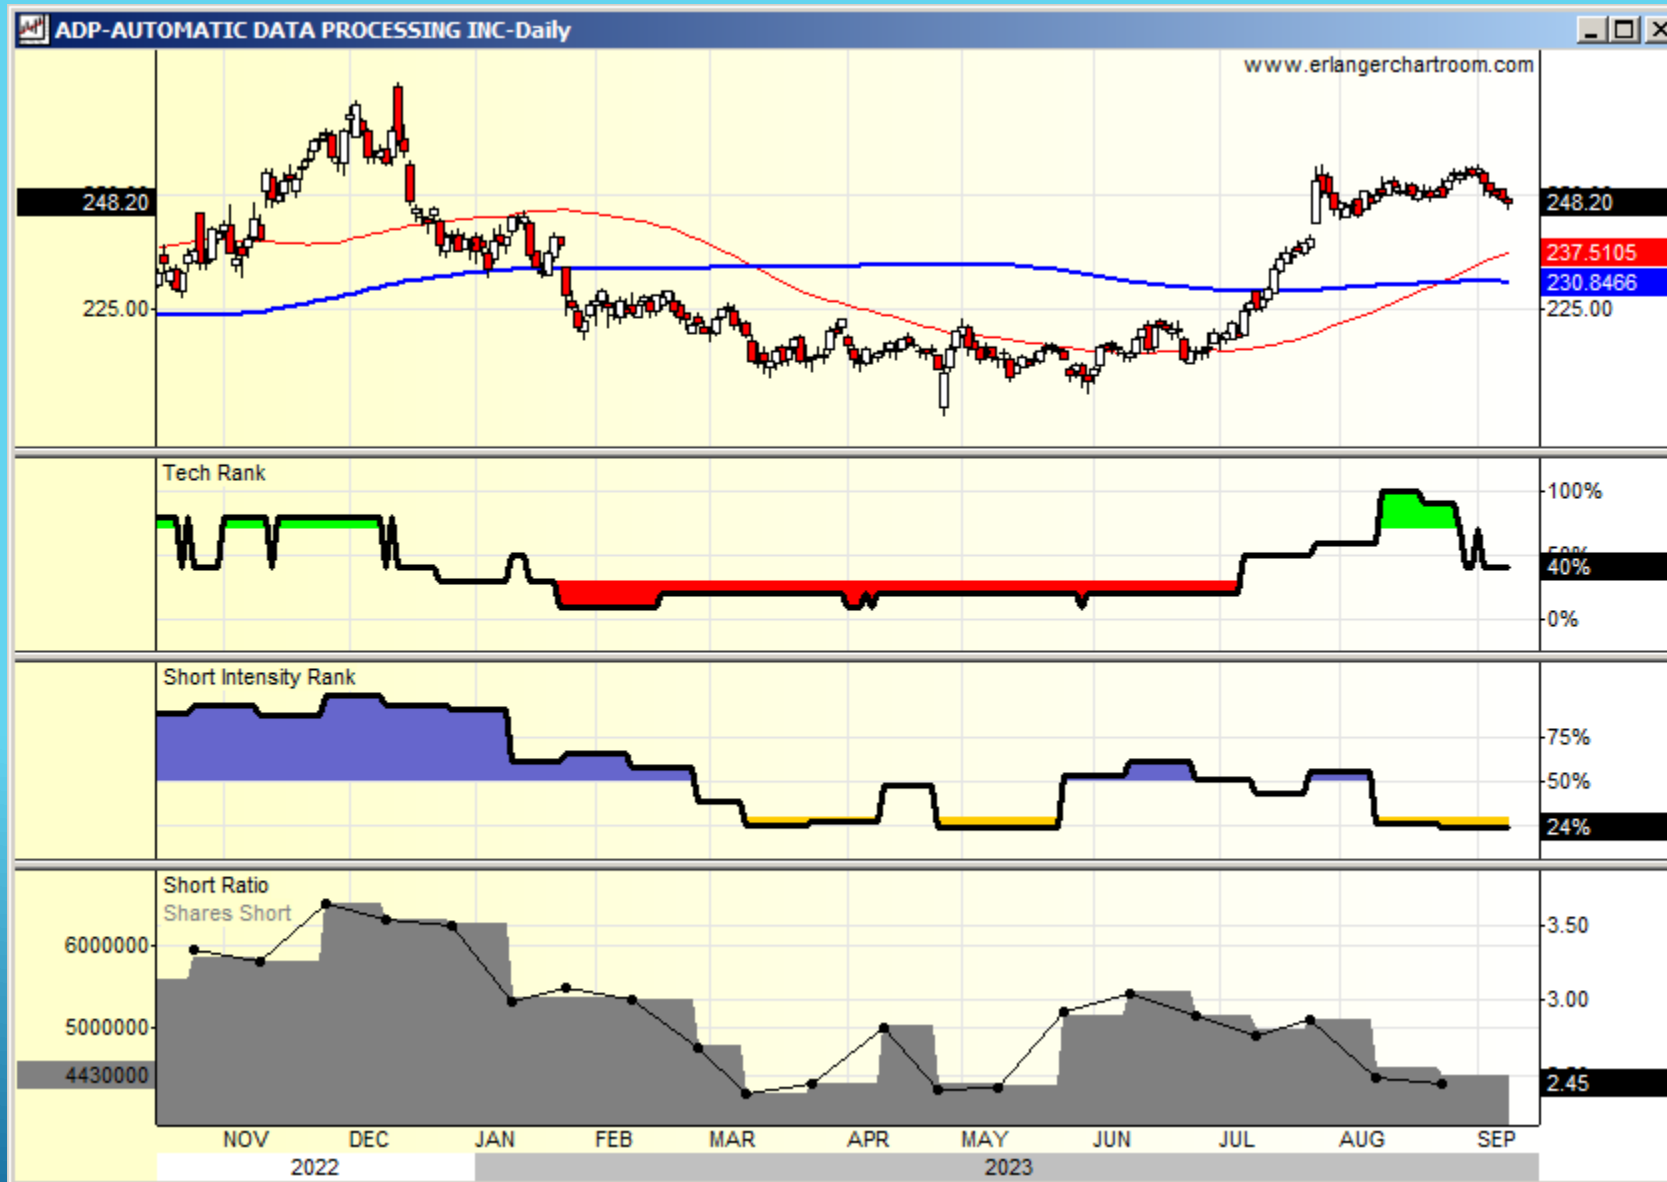 ADP-AUTOMATIC DATA PROCESSING INC-Daily
www.erlangerchartroom.com
248.20
248.20
237.5105
230.8466
225.00
225.00
Tech Rank
100%
40%
0%
Short Intensity Rank
75%
50%
24%
Short Ratio
Shares Short
3.50
6000000
3.00
5000000
4430000
2.45
NOV DEC JAN FEB MAR APR MAY JUN JUL AUG SEP
2022 2023